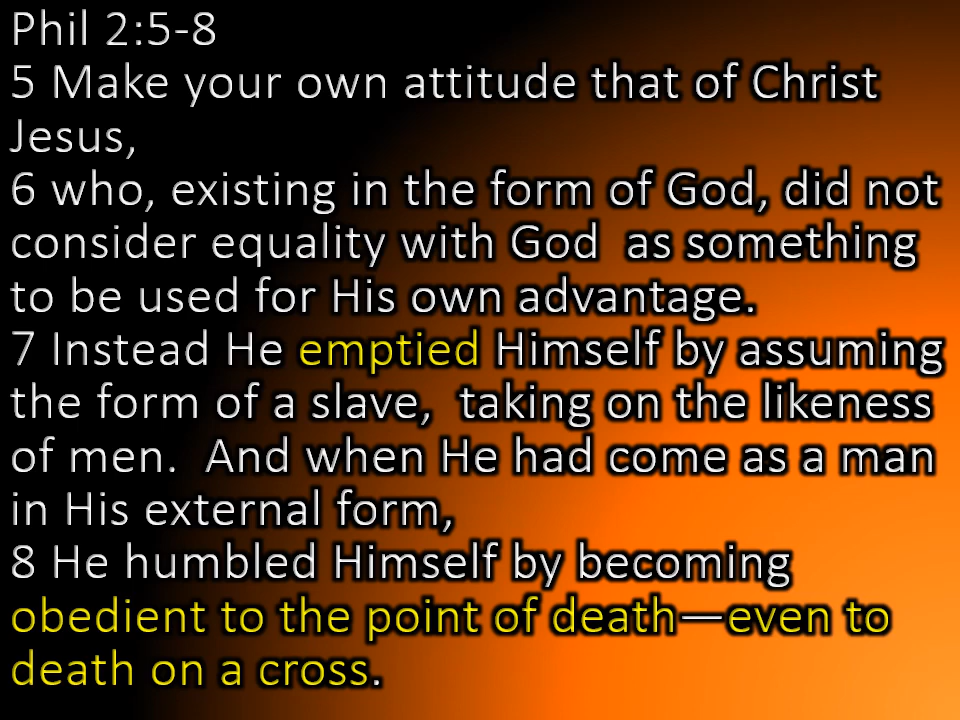 Phil 2:5-8
5 Make your own attitude that of Christ
Jesus,
6 who, existing in the form of God, did not
consider equality with God  as something
to be used for His own advantage.
7 Instead He emptied Himself by assuming
the form of a slave,  taking on the likeness
of men.  And when He had come as a man
in His external form,
8 He humbled Himself by becoming
obedient to the point of death—even to
death on a cross.